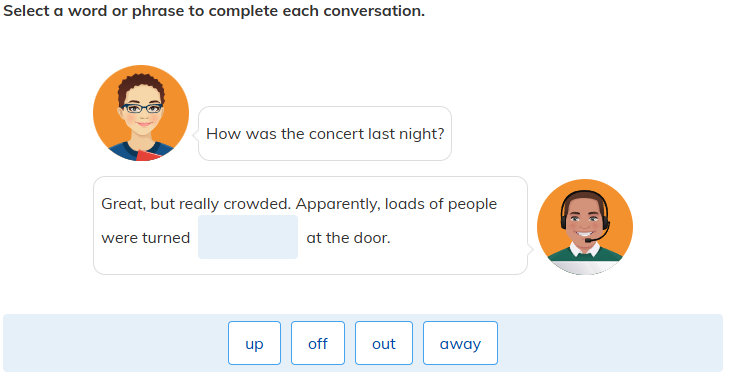 Select a word or phrase to complete each conversation.
How was the concert last night?
Great, but really crowded. Apparently, loads of people
were turned at the door.
up off out away